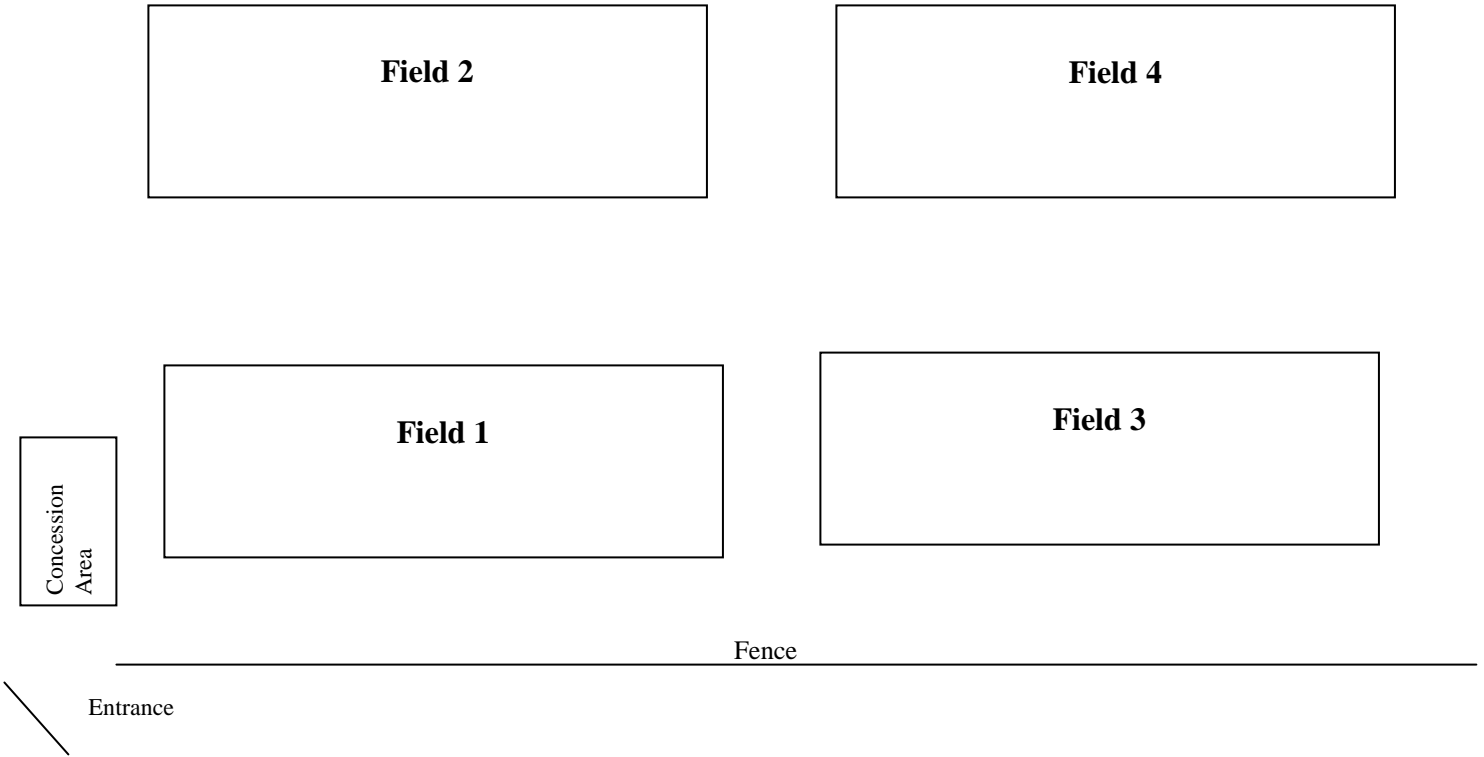 Field 2
Field 4
Field 1
Field 3
Concession
Area
Fence
Entrance